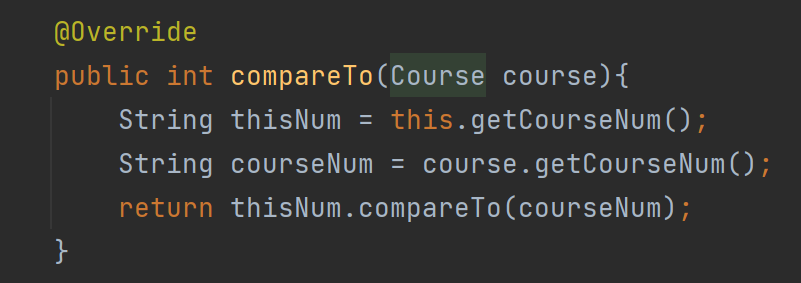 @Override
public int compareTo(Course course){
    String thisNum = this.getCourseNum();
    String courseNum = course.getCourseNum();
    return thisNum.compareTo(courseNum);
}